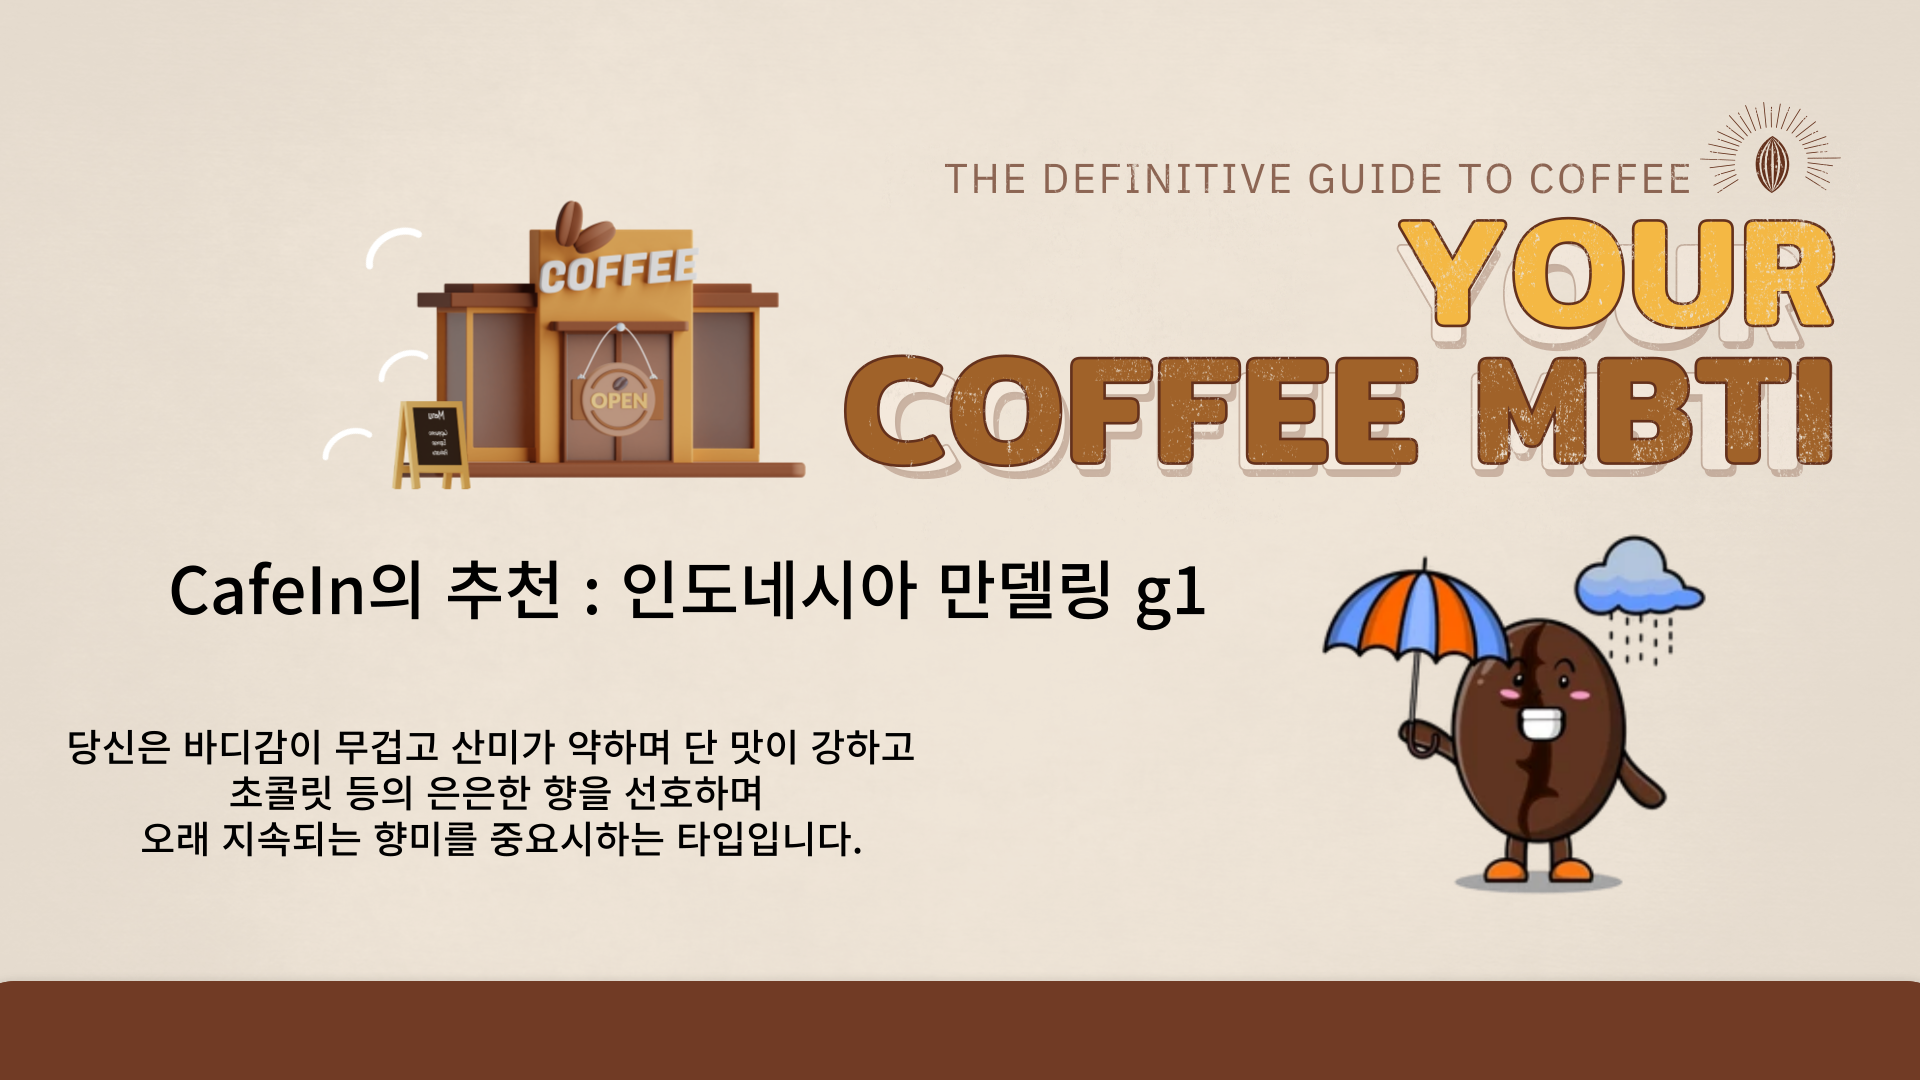 THE DEFINITIVE GUIDE TO COFFEE
YOUR
COFFEE MBTI
COFFEE
OPEN
Menu
CafeIn의 추천 : 인도네시아 만델링 g1
당신은 바디감이 무겁고 산미가 약하며 단 맛이 강하고
초콜릿 등의 은은한 향을 선호하며
오래 지속되는 향미를 중요시하는 타입입니다.